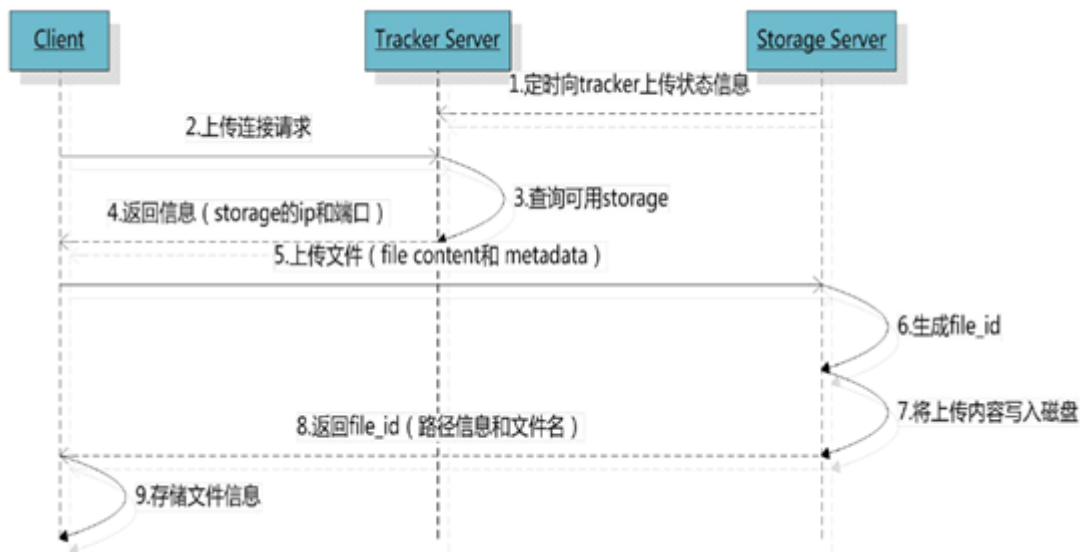 Client
Tracker Server
Storage Server
1.定时向tracker上传状态信息
2.上传连接请求
3.查询可用storage
4.返回信息（storage的ip和端口）
5.上传文件（file content和 metadata）
6.生成file_id
7.将上传内容写入磁盘
8.返回file_id（路径信息和文件名）
9.存储文件信息